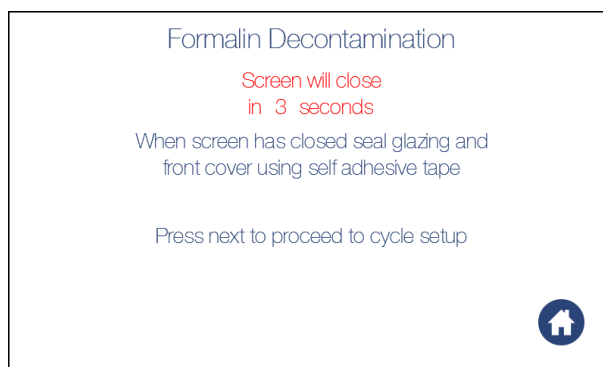 Formalin Decontamination
Screen will close
in 3 seconds
When screen has closed seal glazing and
front cover using self adhesive tape
Press next to proceed to cycle setup